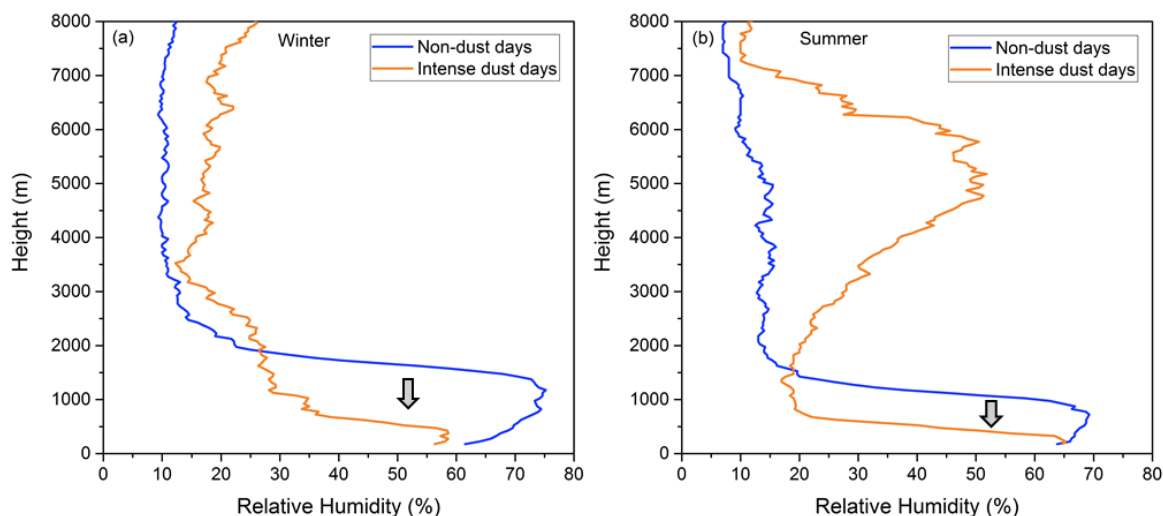 (a)
Winter
Non-dust days
Intense dust days
8000
7000
6000
5000
4000
3000
2000
1000
0
Height (m)
0 10 20 30 40 50 60 70 80
Relative Humidity (%)
(b)
Summer
Non-dust days
Intense dust days
8000
7000
6000
5000
4000
3000
2000
1000
0
Height (m)
0 10 20 30 40 50 60 70 80
Relative Humidity (%)